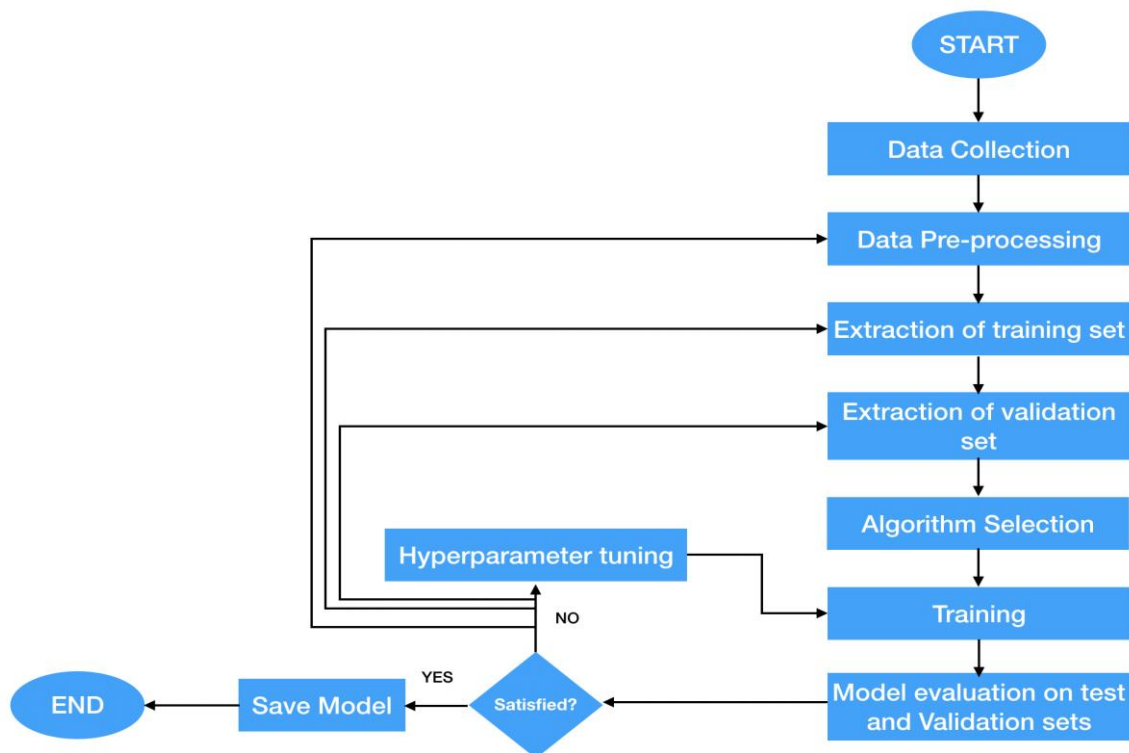 START
Data Collection
Data Pre-processing
Extraction of training set
Extraction of validation
set
Algorithm Selection
Hyperparameter tuning
Training
NO
YES
Model evaluation on test
and Validation sets
Satisfied?
Save Model
END